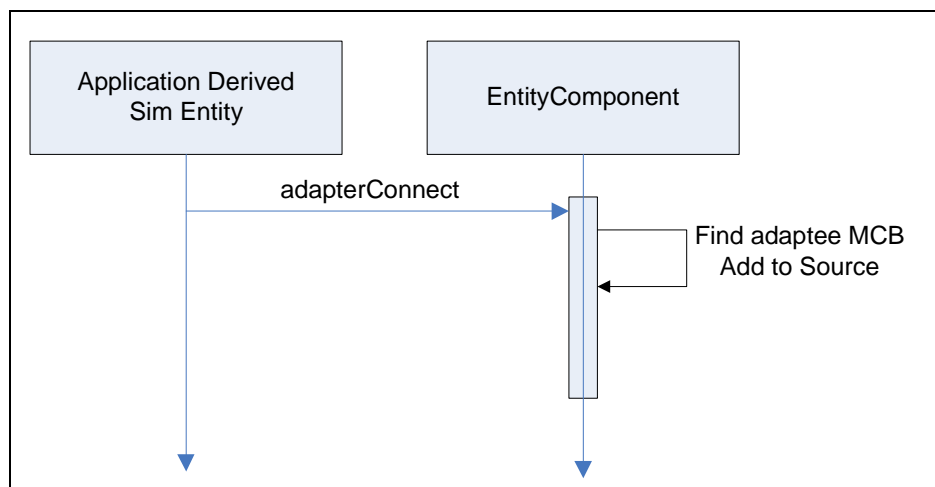 Application Derived
Sim Entity
EntityComponent
adapterConnect
Find adaptee MCB
Add to Source